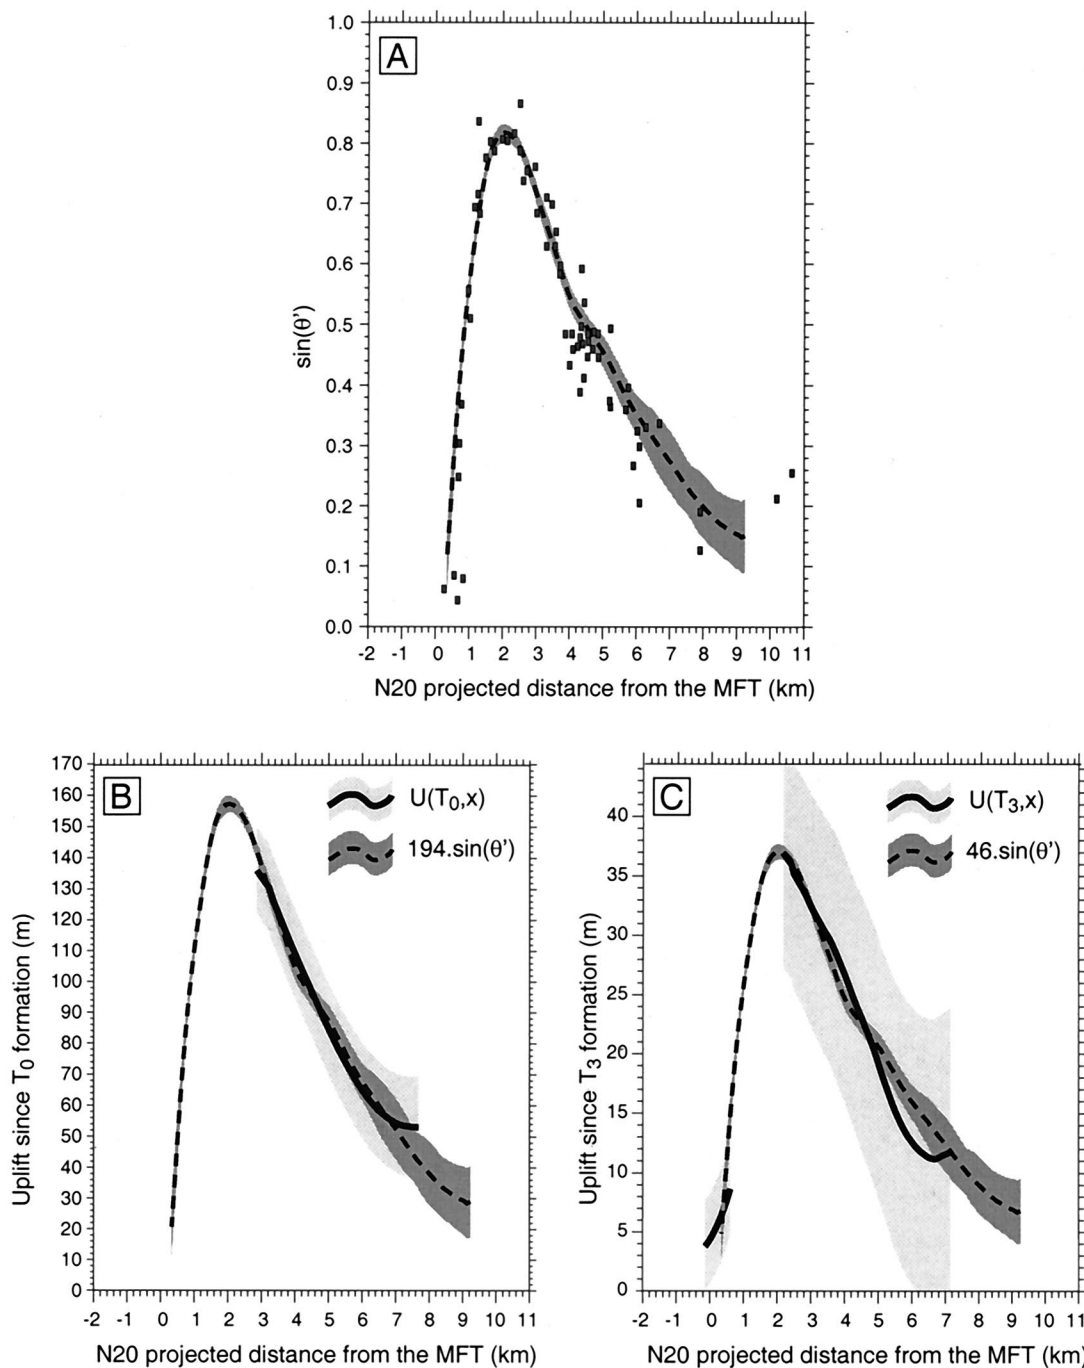 A
1.0
0.9
0.8
0.7
0.6
0.5
0.4
0.3
0.2
0.1
0.0
sin(θ’)
-2 -1 0 1 2 3 4 5 6 7 8 9 10 11
N20 projected distance from the MFT (km)
B
170
160
150
140
130
120
110
100
90
80
70
60
50
40
30
20
10
0
Uplift since T₀ formation (m)
U(T₀,x)
194.sin(θ’)
-2 -1 0 1 2 3 4 5 6 7 8 9 10 11
N20 projected distance from the MFT (km)
C
40
35
30
25
20
15
10
5
0
Uplift since T₃ formation (m)
U(T₃,x)
46.sin(θ’)
-2 -1 0 1 2 3 4 5 6 7 8 9 10 11
N20 projected distance from the MFT (km)